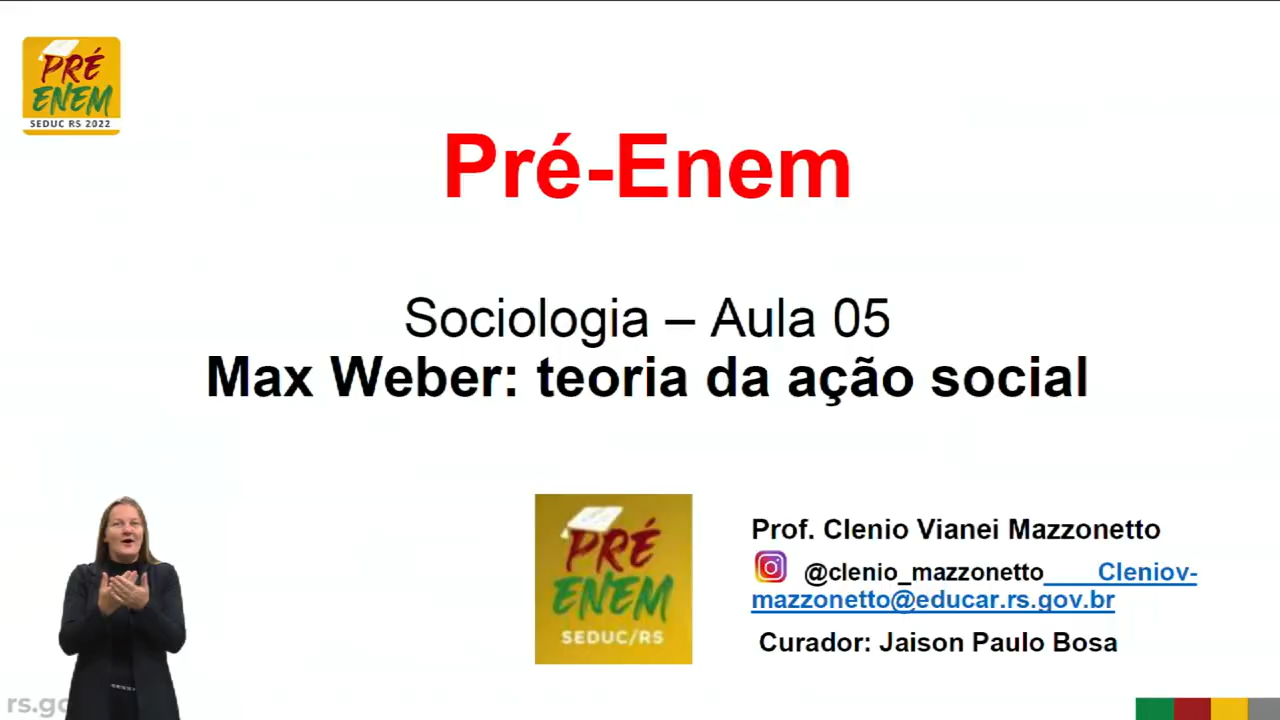 PRÉ
ENEM
SEDUC RS 2022
Pré-Enem
Sociologia – Aula 05
Max Weber: teoria da ação social
PRÉ
ENEM
SEDUC/RS
Prof. Clenio Vianei Mazzonetto
@clenio_mazzonetto Cleniov-
mazzonetto@educar.rs.gov.br
Curador: Jaison Paulo Bosa